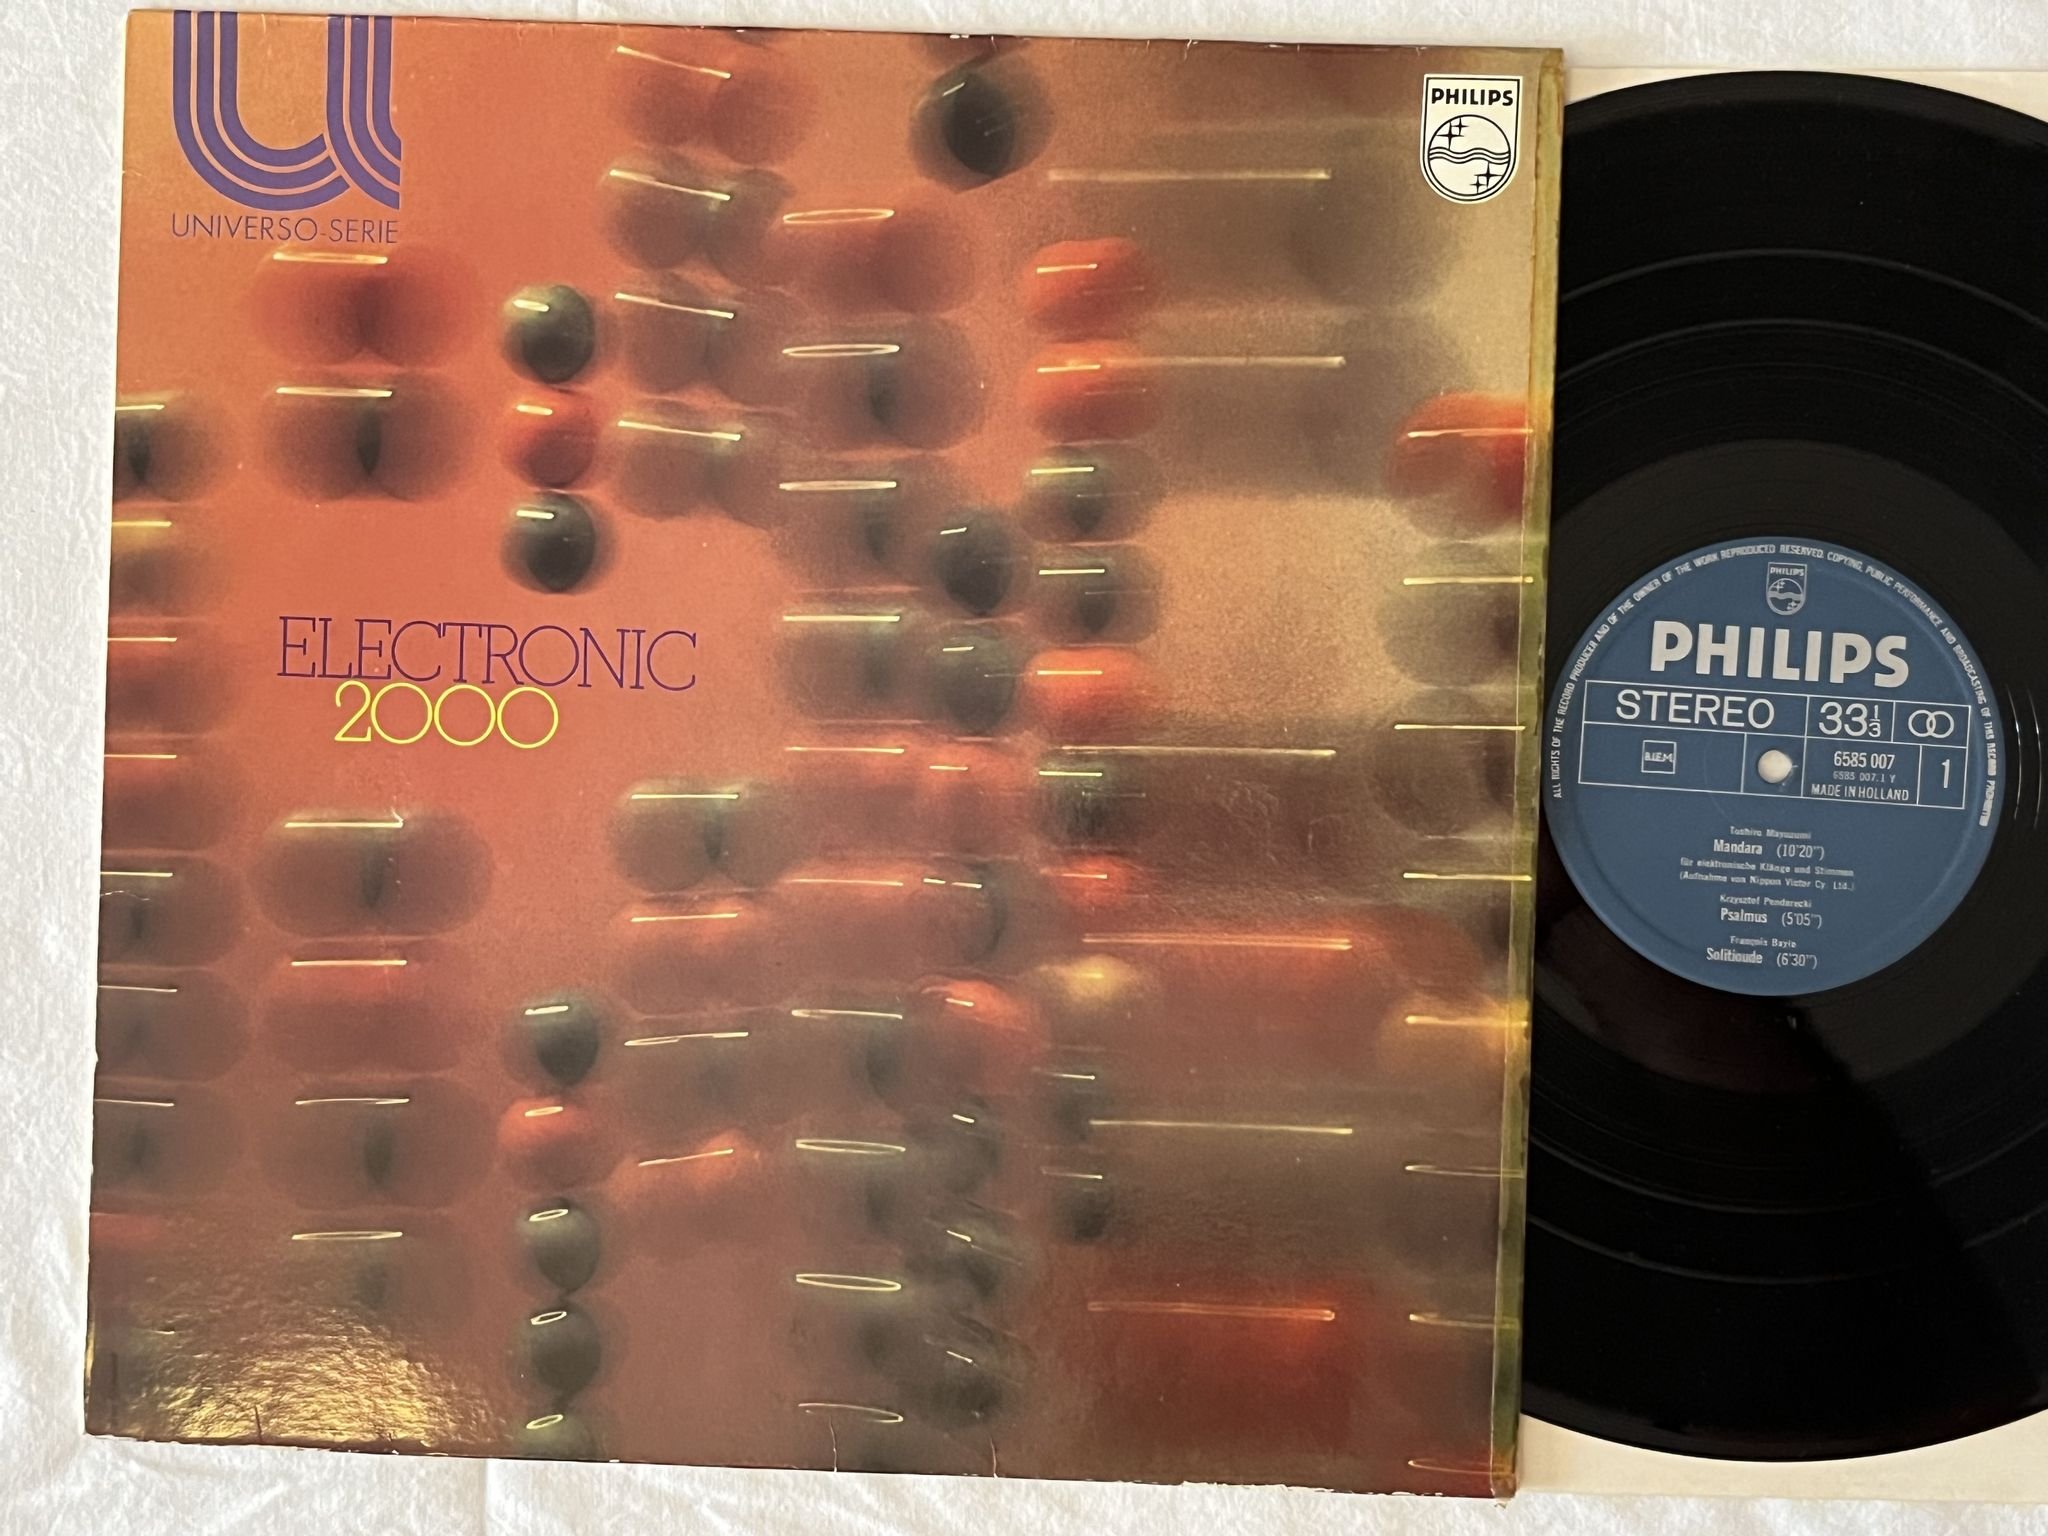 UNIVERSO-SERIE
PHILIPS
ELECTRONIC
2000
ALL RIGHTS OF THE RECORD PRODUCER AND OF THE OWNER OF THE WORK REPRODUCED RESERVED. COPYING, PUBLIC PERFORMANCE AND BROADCASTING OF THIS RECORD PROHIBITED
PHILIPS
PHILIPS
STEREO
33 1/3
B.I.E.M.
6585 007
6585 007.1 Y
MADE IN HOLLAND
1
Toshiro Mayuzumi
Mandara (10'20")
für elektronische Klänge und Stimmen
(Aufnahme von Nippon Victor Cy. Ltd.)
Krzysztof Penderecki
Psalmus (5'05")
François Bayle
Solitioude (6'30")